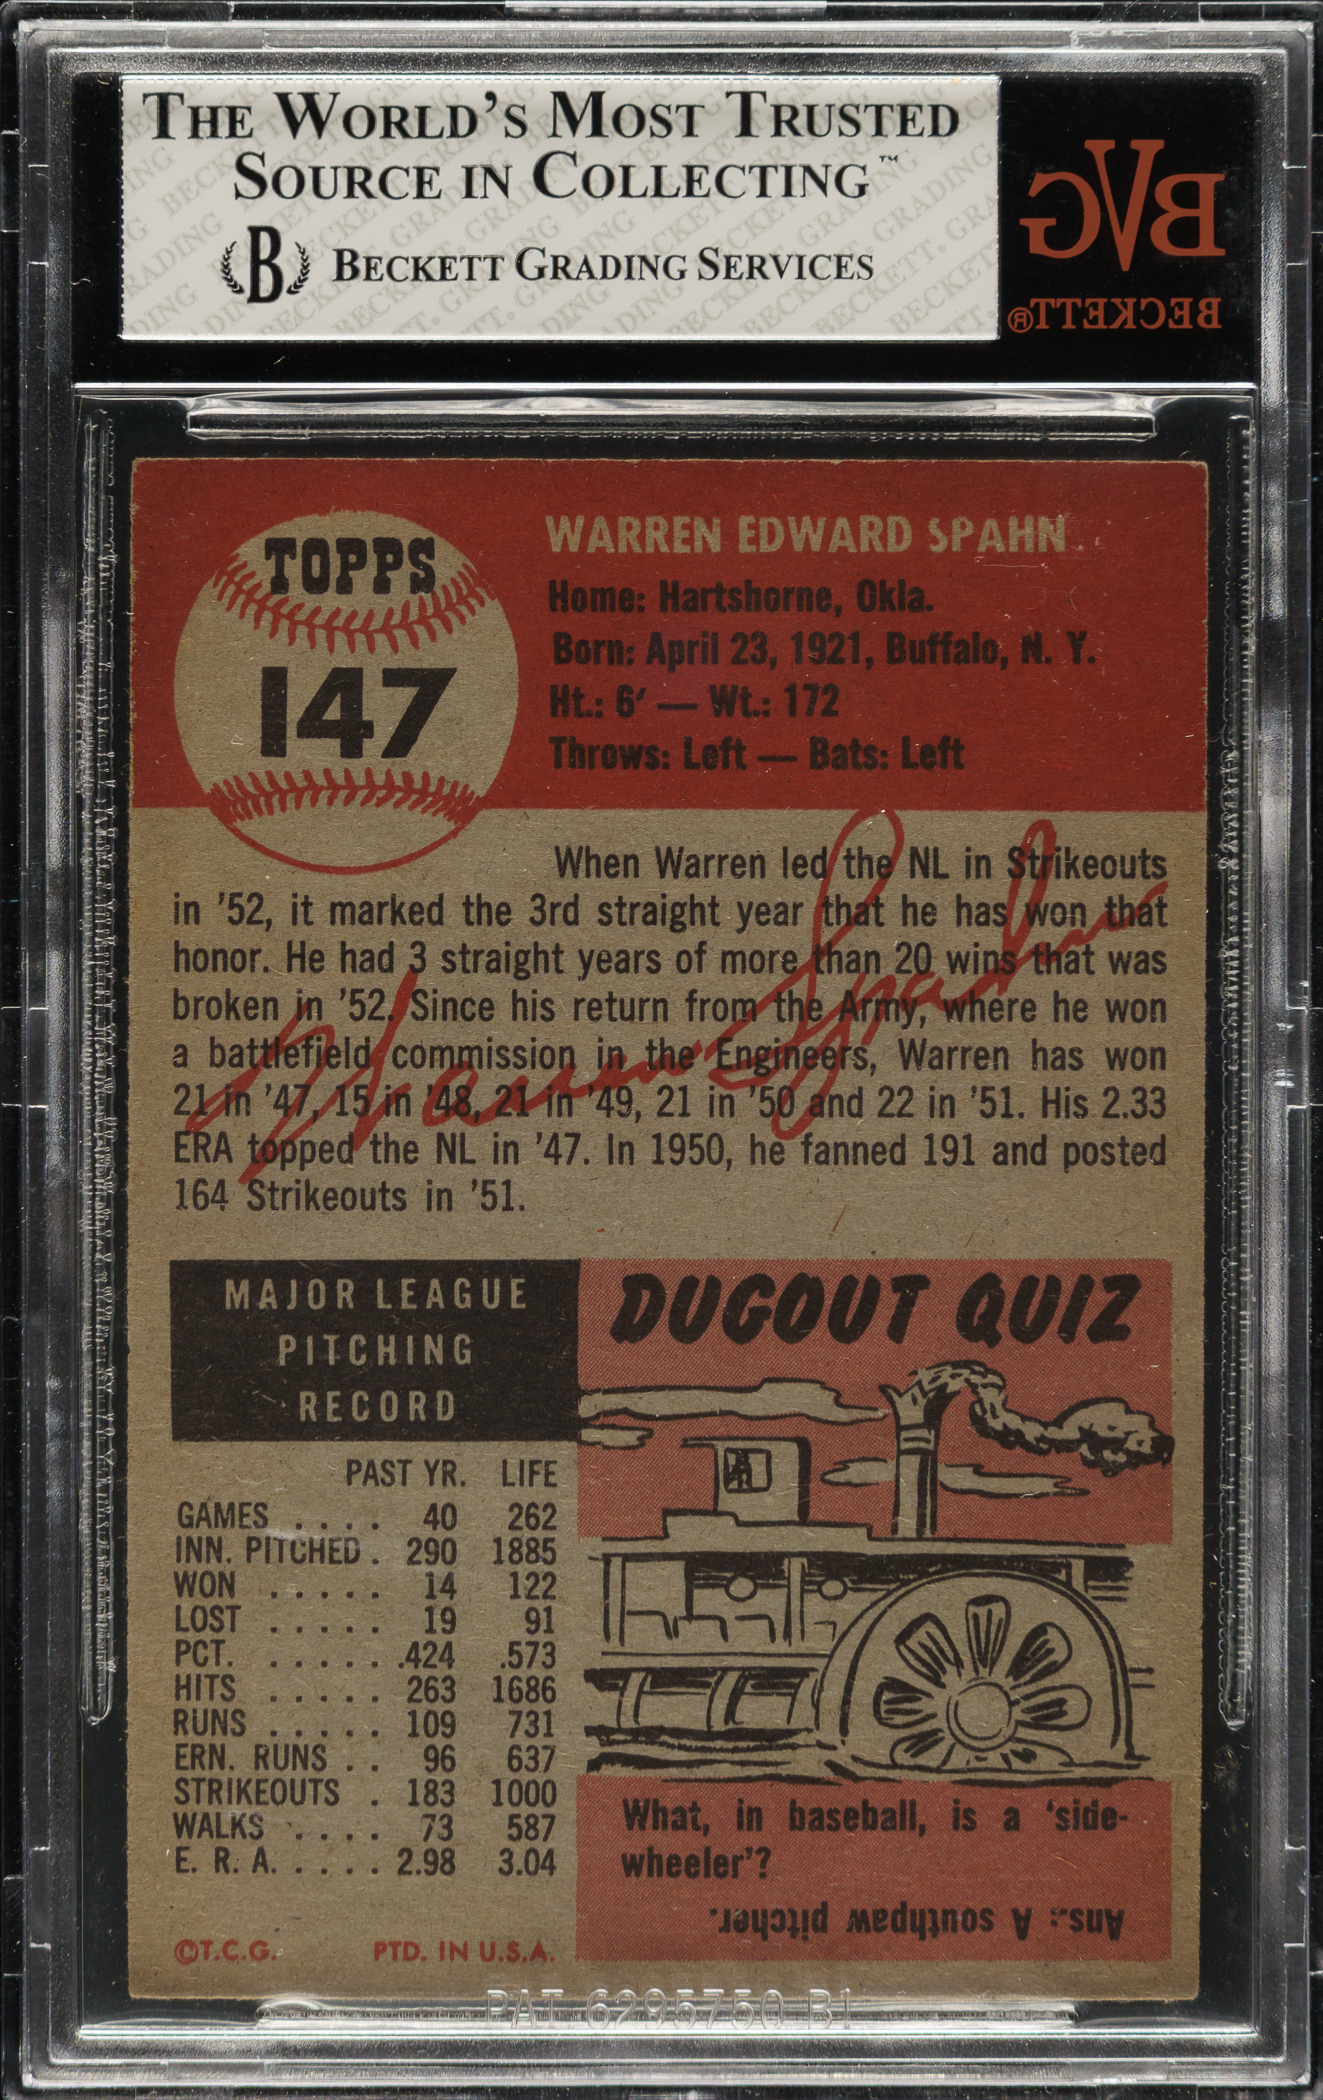 THE WORLD'S MOST TRUSTED
SOURCE IN COLLECTING™
B BECKETT GRADING SERVICES
BVG
BECKETT®
TOPPS
147
WARREN EDWARD SPAHN
Home: Hartshorne, Okla.
Born: April 23, 1921, Buffalo, N. Y.
Ht.: 6' — Wt.: 172
Throws: Left — Bats: Left
When Warren led the NL in Strikeouts
in '52, it marked the 3rd straight year that he has won that
honor. He had 3 straight years of more than 20 wins that was
broken in '52. Since his return from the Army, where he won
a battlefield commission in the Engineers, Warren has won
21 in '47, 15 in '48, 21 in '49, 21 in '50 and 22 in '51. His 2.33
ERA topped the NL in '47. In 1950, he fanned 191 and posted
164 Strikeouts in '51.
Warren Spahn
MAJOR LEAGUE
PITCHING
RECORD
PAST YR. LIFE
GAMES . . . . 40 262
INN. PITCHED . 290 1885
WON . . . . . 14 122
LOST . . . . . 19 91
PCT. . . . . . .424 .573
HITS . . . . . 263 1686
RUNS . . . . . 109 731
ERN. RUNS . . 96 637
STRIKEOUTS . 183 1000
WALKS . . . . 73 587
E. R. A. . . . . 2.98 3.04
©T.C.G. PTD. IN U.S.A.
DUGOUT QUIZ
What, in baseball, is a 'side-
wheeler'?
Ans.: A southpaw pitcher.
PAT 6295750 B1